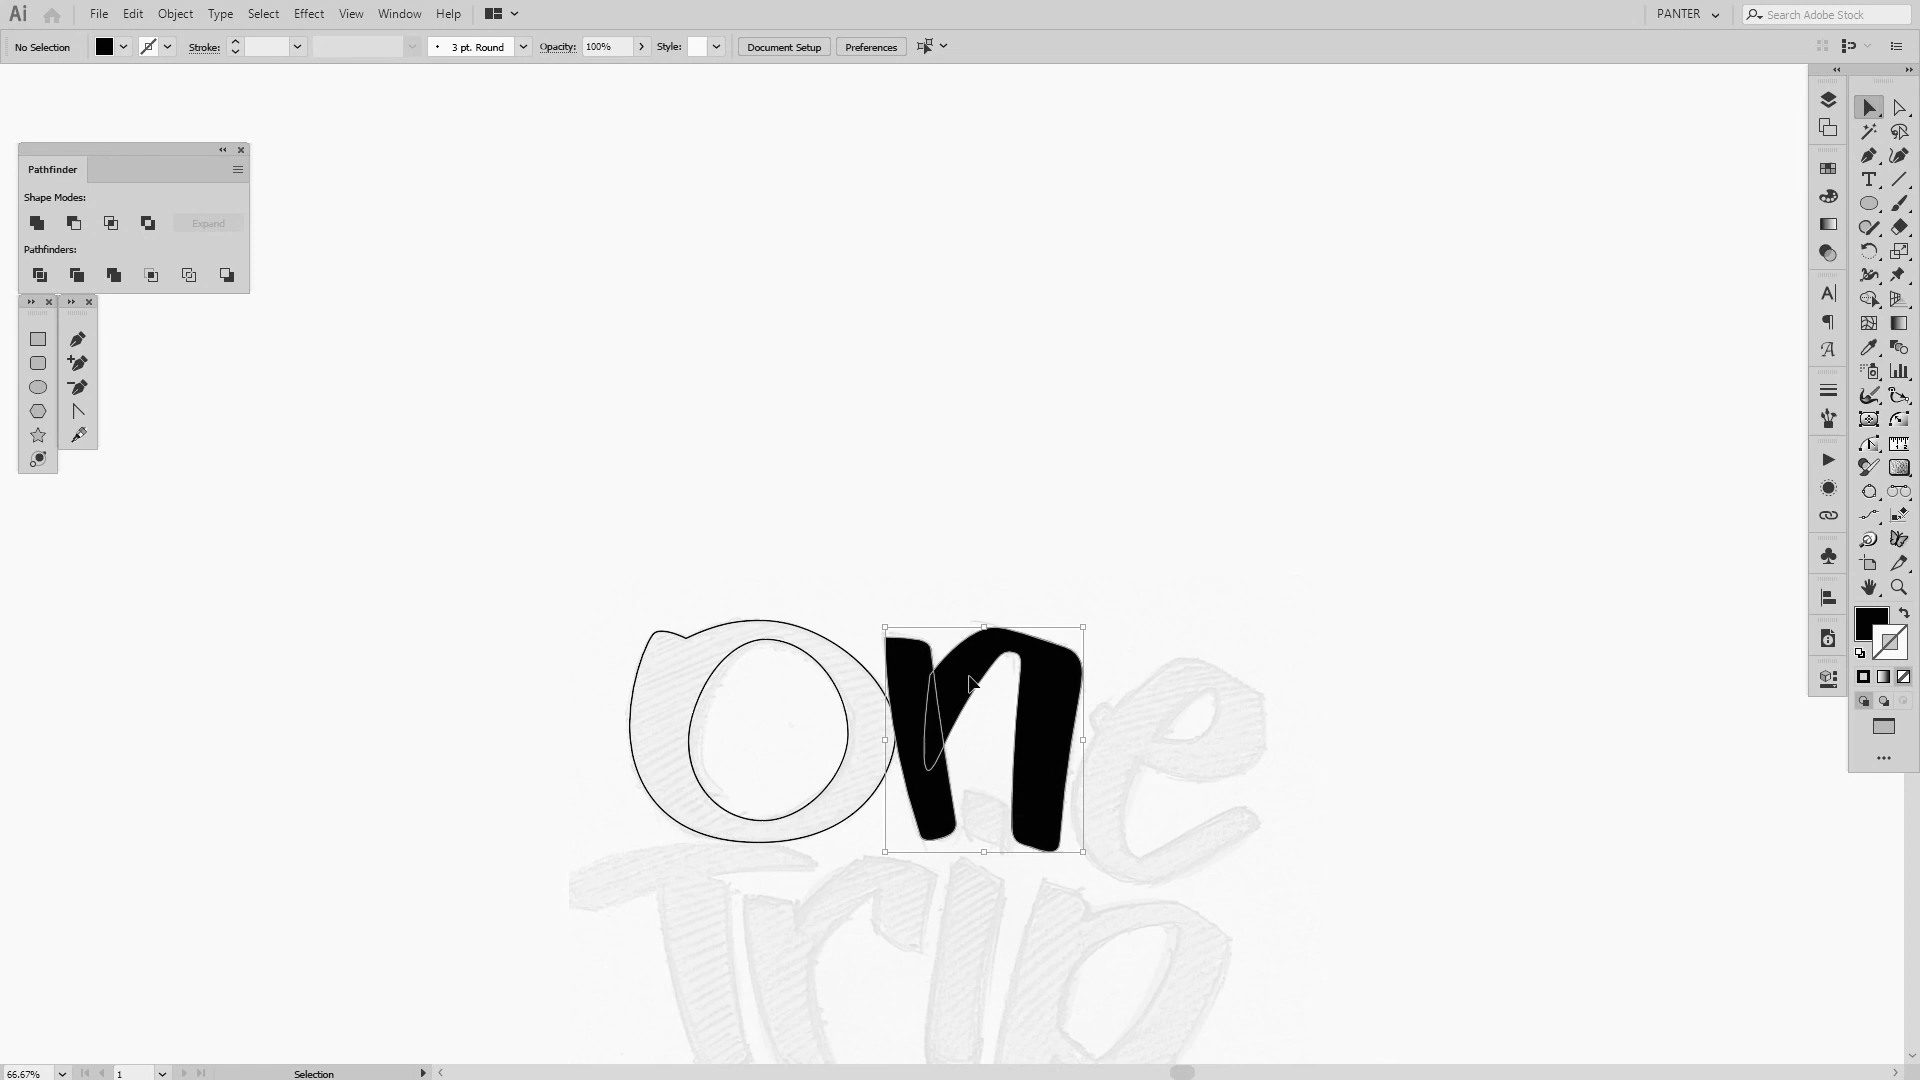 Ai File Edit Object Type Select Effect View Window Help PANTER Search Adobe Stock
No Selection Stroke: 3 pt. Round Opacity: 100% Style: Document Setup Preferences
Pathfinder
Shape Modes:
Expand
Pathfinders:
One
Trip
66.67% 1 Selection